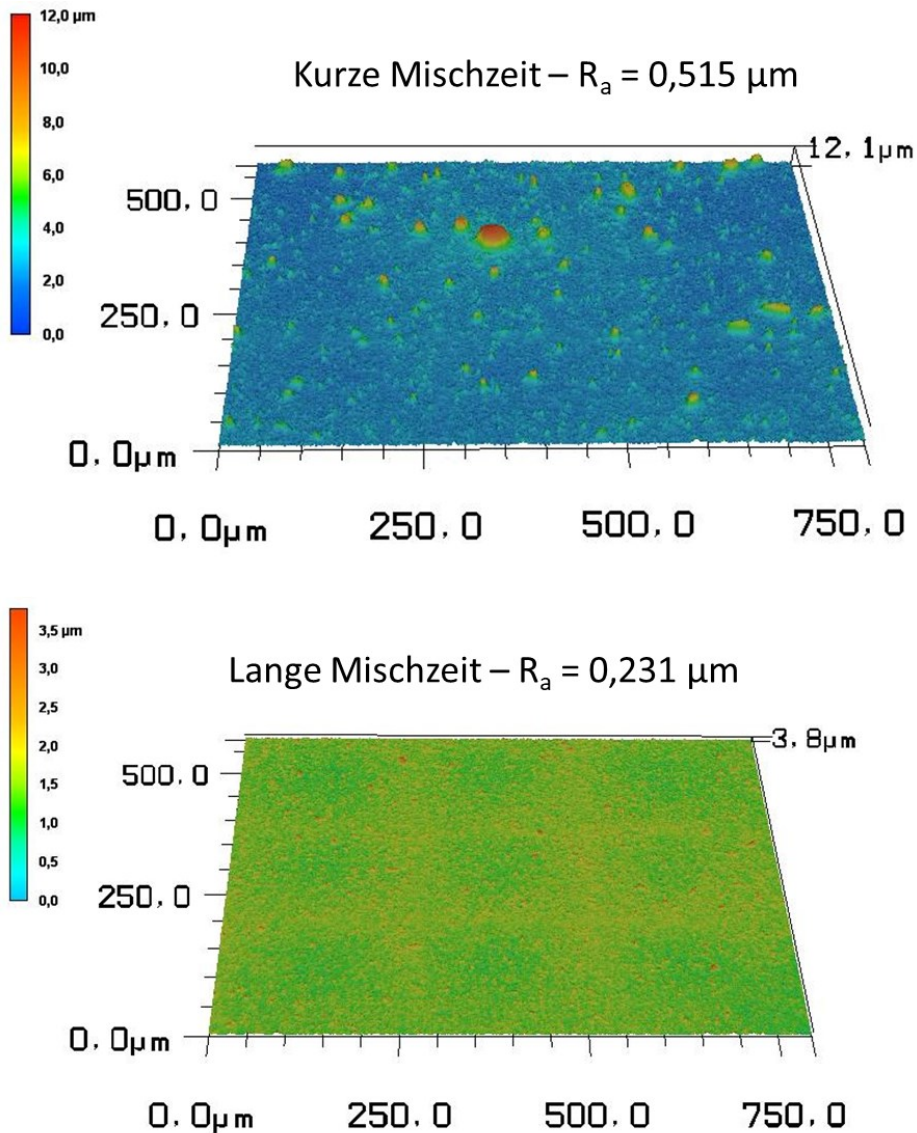 12,0 µm
10,0
8,0
6,0
4,0
2,0
0,0
Kurze Mischzeit – Ra = 0,515 µm
12,1µm
500,0
250,0
0,0µm
0,0µm 250,0 500,0 750,0
3,5 µm
3,0
2,5
2,0
1,5
1,0
0,5
0,0
Lange Mischzeit – Ra = 0,231 µm
3,8µm
500,0
250,0
0,0µm
0,0µm 250,0 500,0 750,0